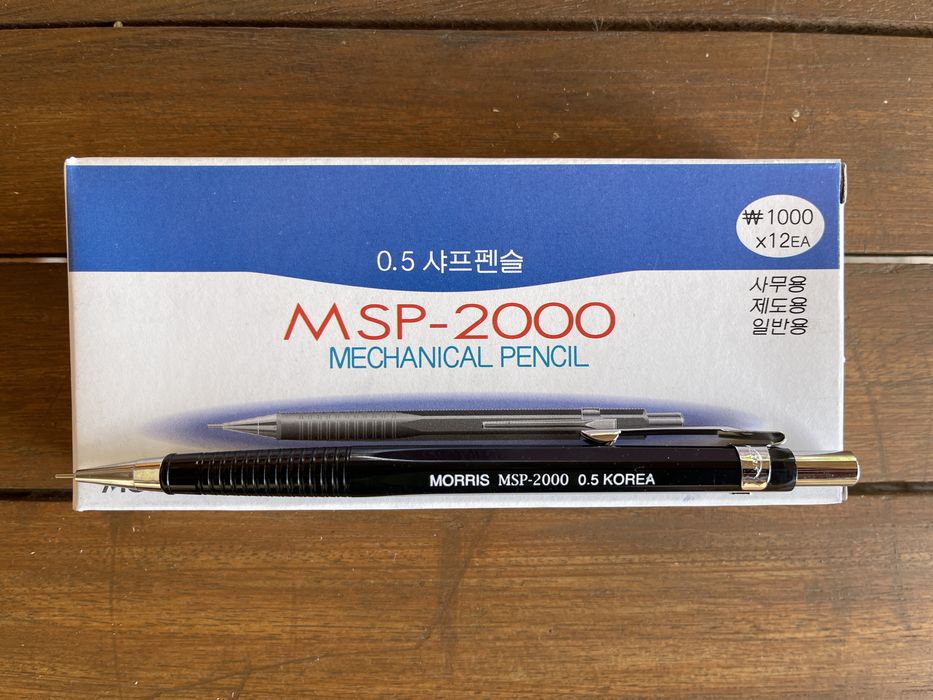 ₩1000
x12EA
0.5 샤프펜슬
사무용
제도용
일반용
MSP-2000
MECHANICAL PENCIL
MORRIS MSP-2000 0.5 KOREA